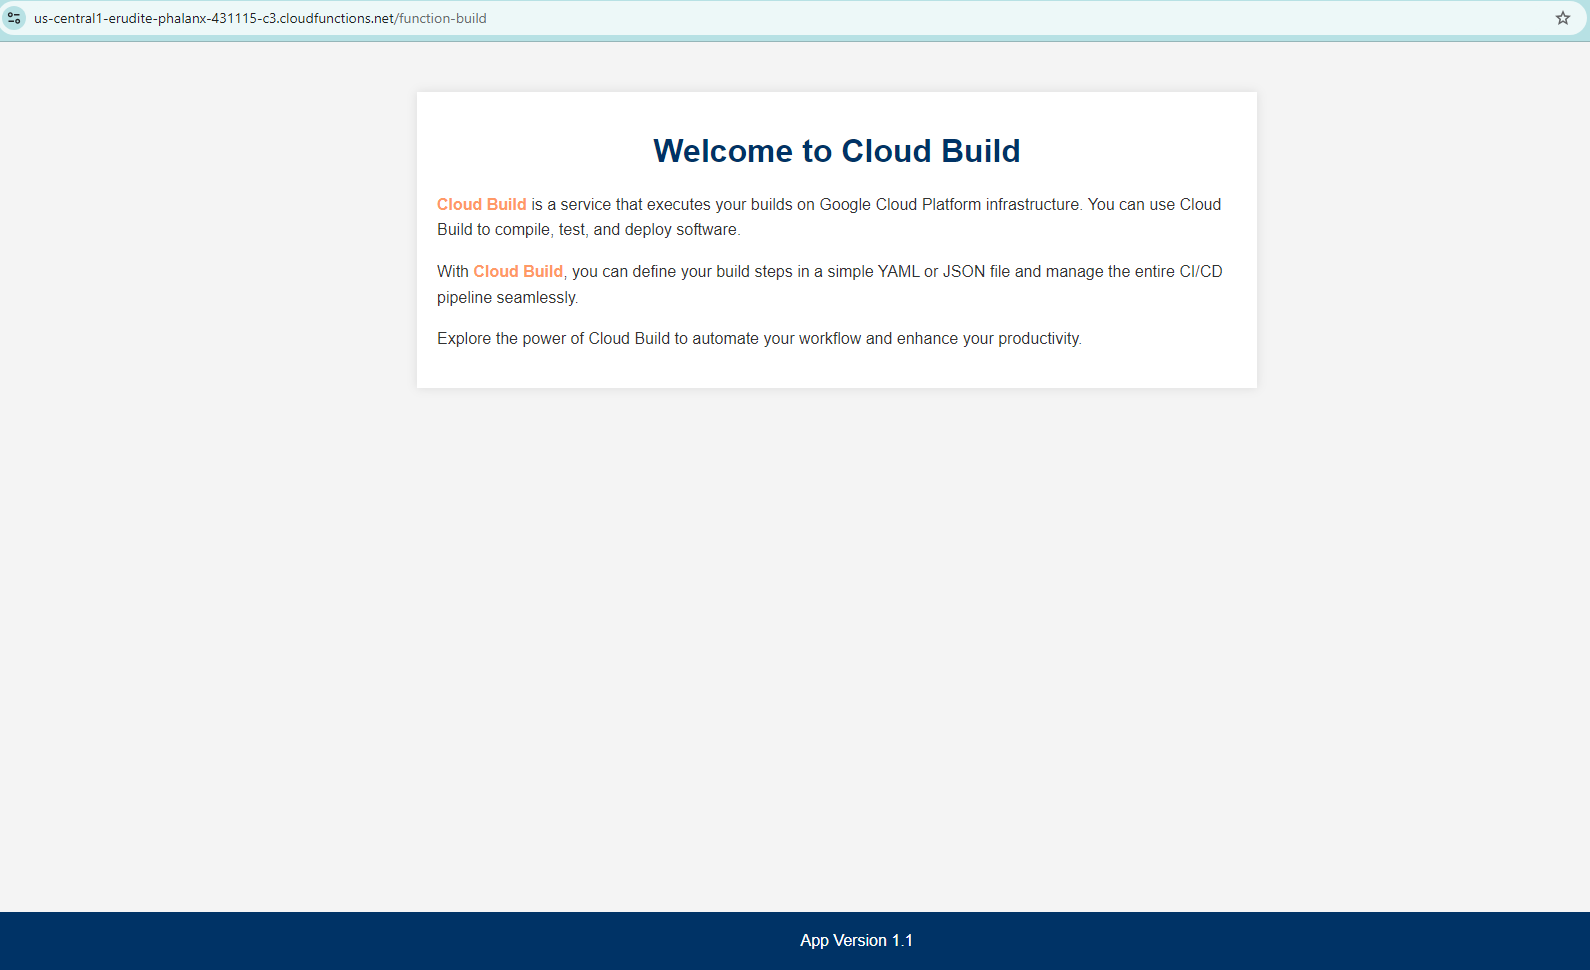 us-central1-erudite-phalanx-431115-c3.cloudfunctions.net/function-build
Welcome to Cloud Build
Cloud Build is a service that executes your builds on Google Cloud Platform infrastructure. You can use Cloud
Build to compile, test, and deploy software.
With Cloud Build, you can define your build steps in a simple YAML or JSON file and manage the entire CI/CD
pipeline seamlessly.
Explore the power of Cloud Build to automate your workflow and enhance your productivity.
App Version 1.1